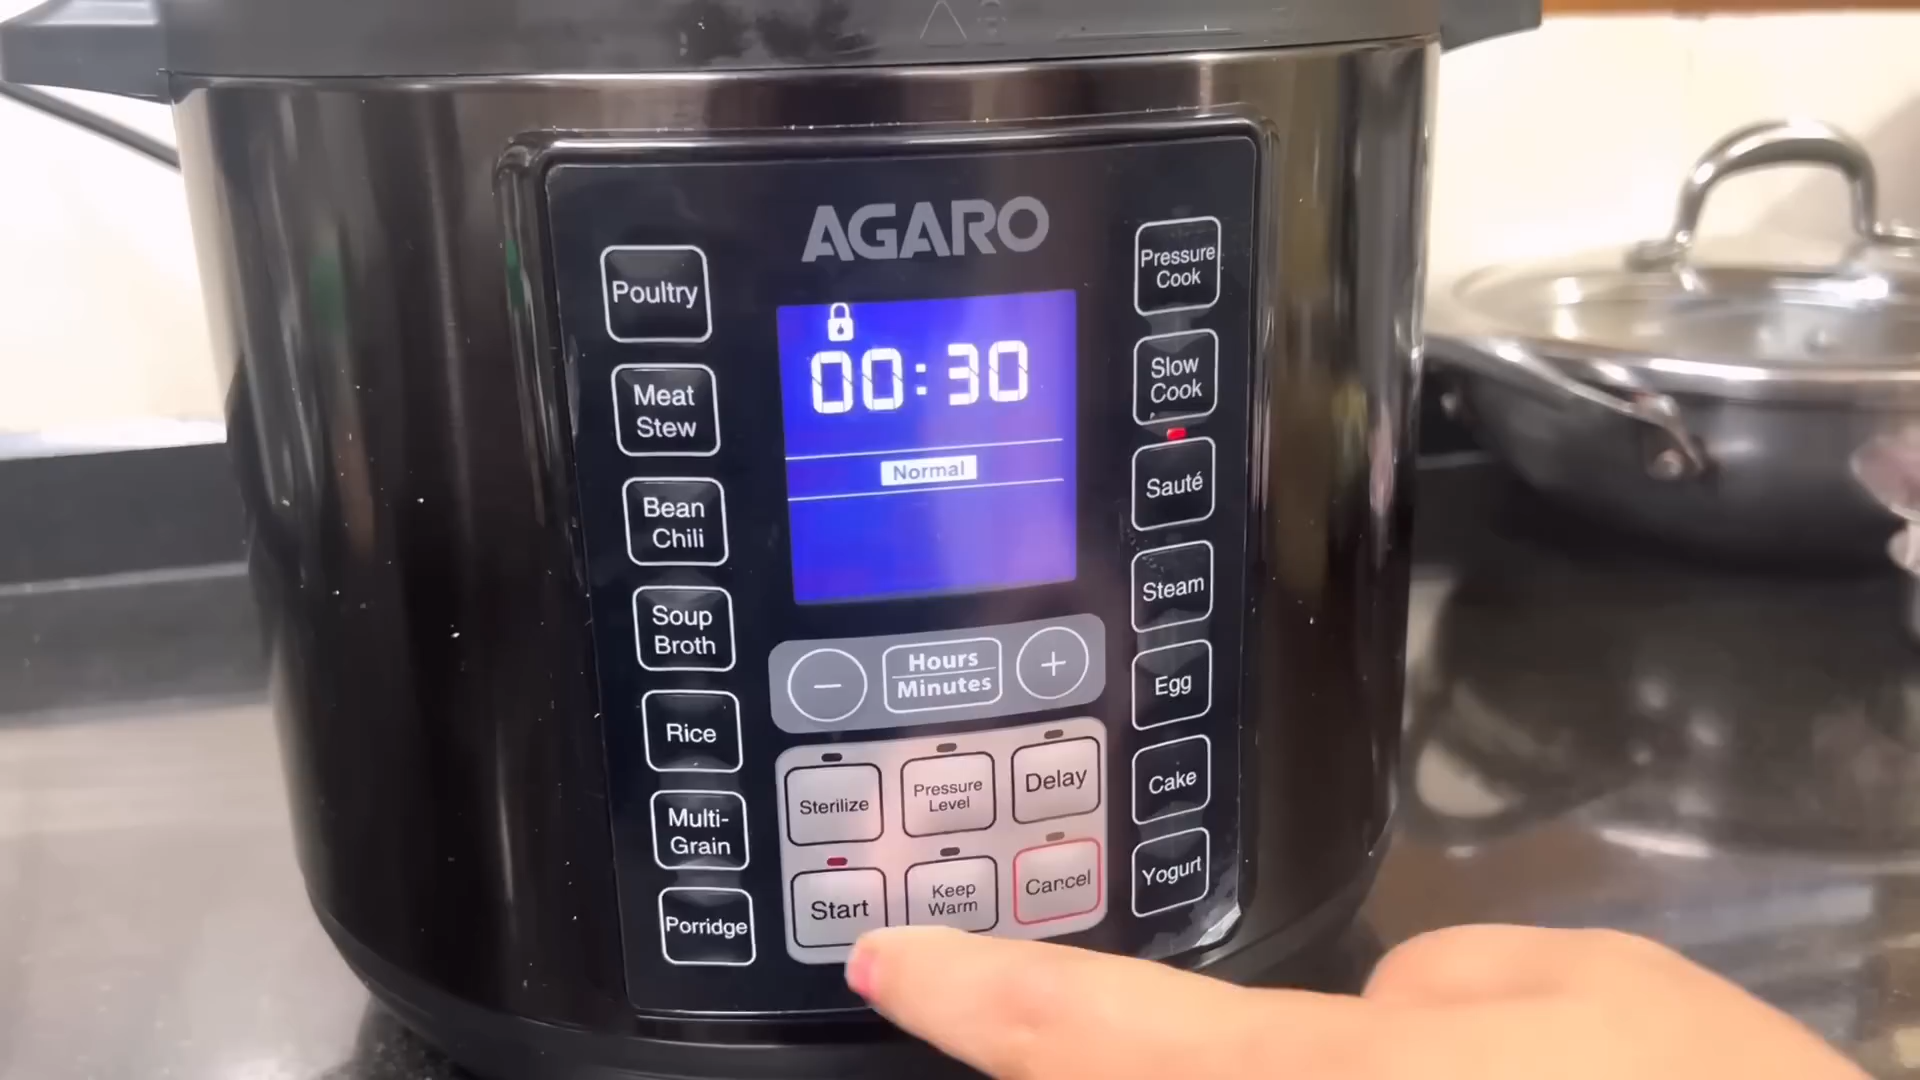 AGARO
00:30
Normal
Poultry
Meat
Stew
Bean
Chili
Soup
Broth
Rice
Multi-
Grain
Porridge
Hours
Minutes
Sterilize
Pressure
Level
Delay
Start
Keep
Warm
Cancel
Pressure
Cook
Slow
Cook
Sauté
Steam
Egg
Cake
Yogurt